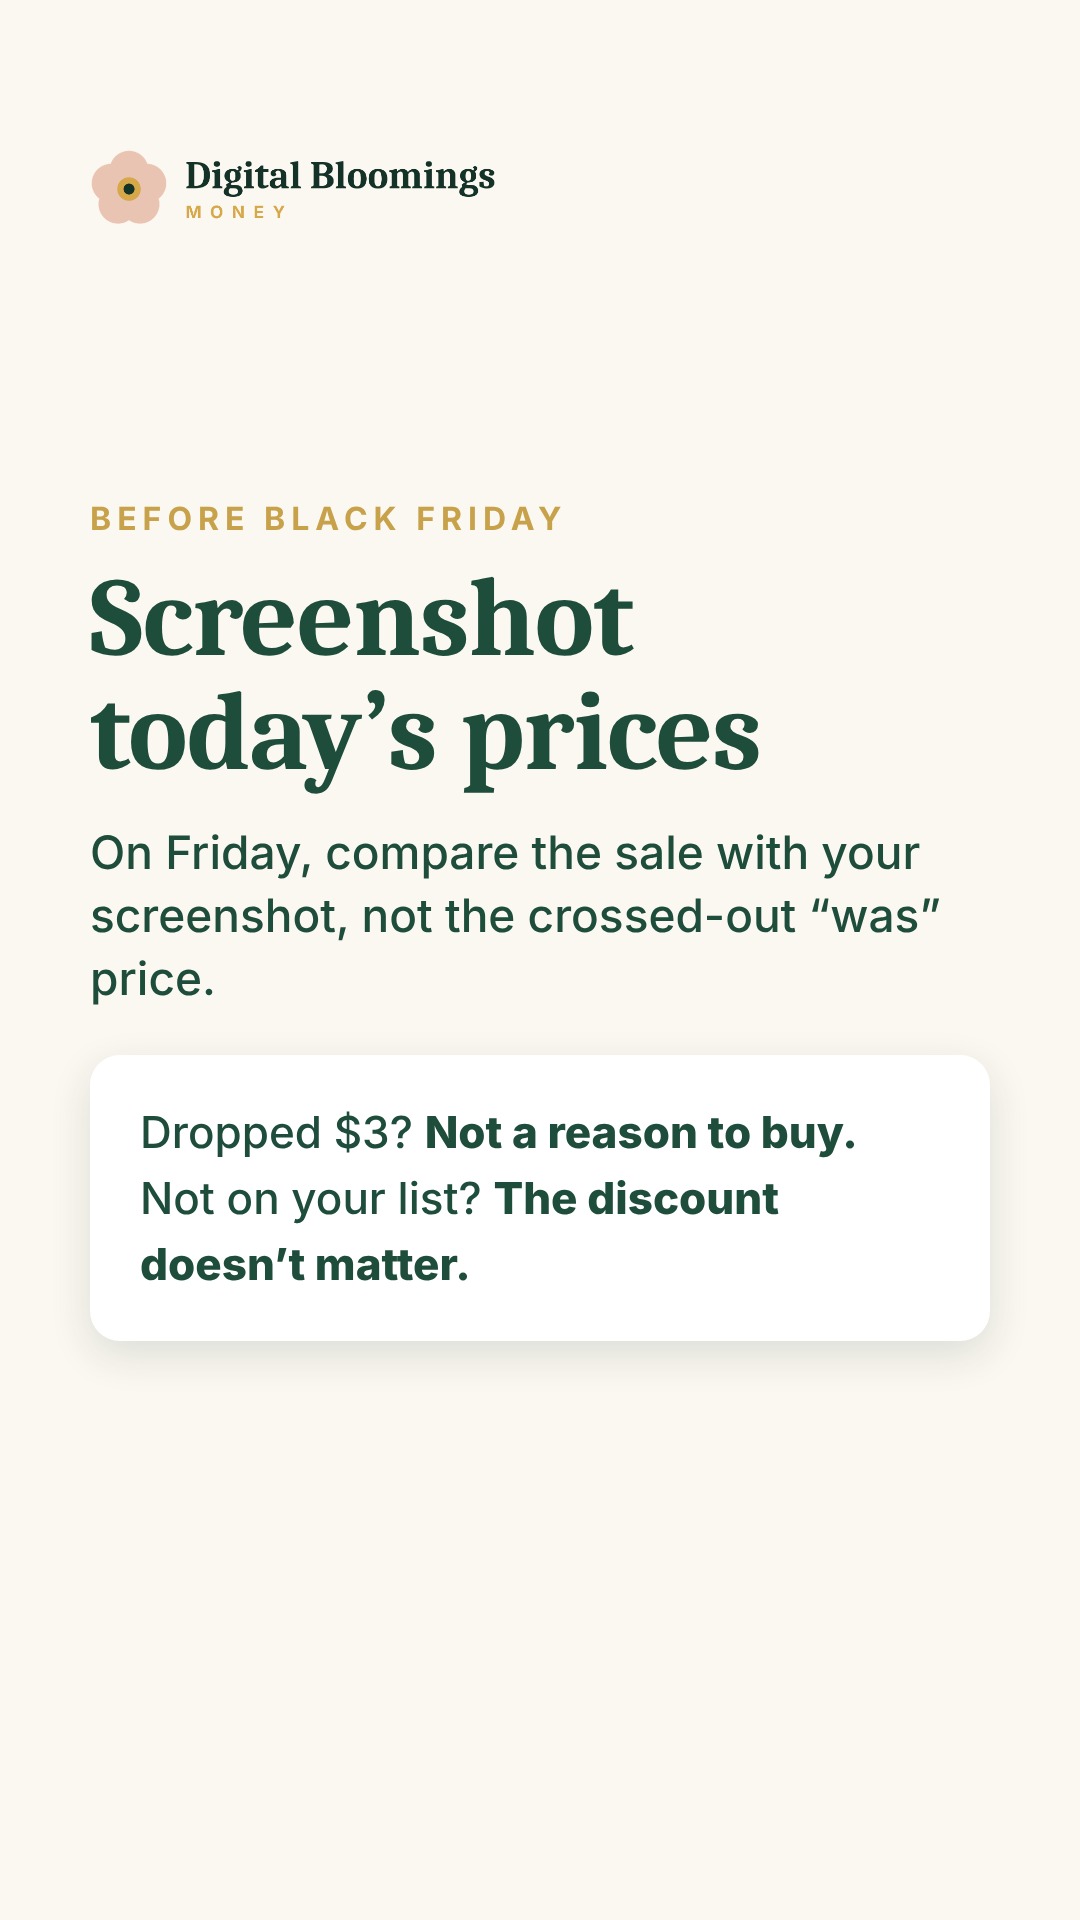 Digital Bloomings
MONEY
BEFORE BLACK FRIDAY
Screenshot
today’s prices
On Friday, compare the sale with your
screenshot, not the crossed-out “was”
price.
Dropped $3? Not a reason to buy.
Not on your list? The discount
doesn’t matter.